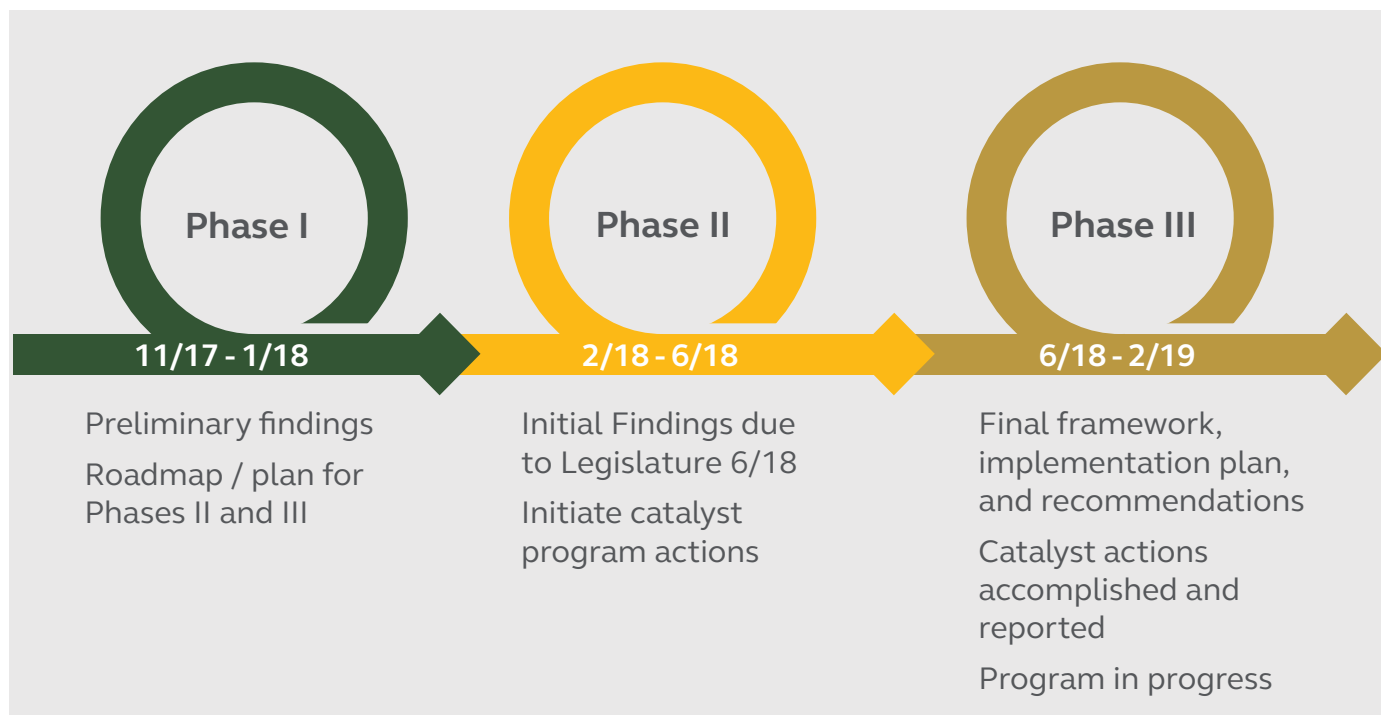 Phase I
11/17 - 1/18
Preliminary findings
Roadmap / plan for
Phases II and III
Phase II
2/18 - 6/18
Initial Findings due
to Legislature 6/18
Initiate catalyst
program actions
Phase III
6/18 - 2/19
Final framework,
implementation plan,
and recommendations
Catalyst actions
accomplished and
reported
Program in progress